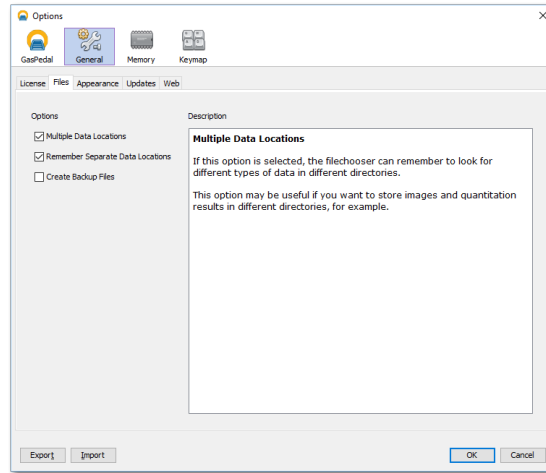 Options
GasPedal
General
Memory
Keymap
License Files Appearance Updates Web
Options
Multiple Data Locations
Remember Separate Data Locations
Create Backup Files
Description
Multiple Data Locations
If this option is selected, the filechooser can remember to look for
different types of data in different directories.
This option may be useful if you want to store images and quantitation
results in different directories, for example.
Export Import OK Cancel